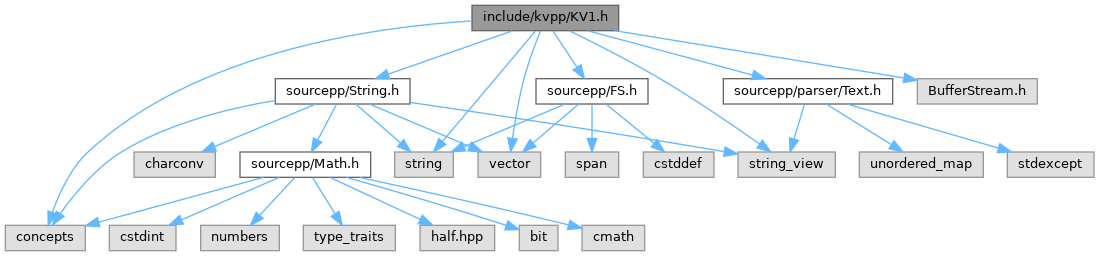 include/kvpp/KV1.h
sourcepp/String.h
sourcepp/FS.h
sourcepp/parser/Text.h
BufferStream.h
charconv
sourcepp/Math.h
string
vector
span
cstddef
string_view
unordered_map
stdexcept
concepts
cstdint
numbers
type_traits
half.hpp
bit
cmath